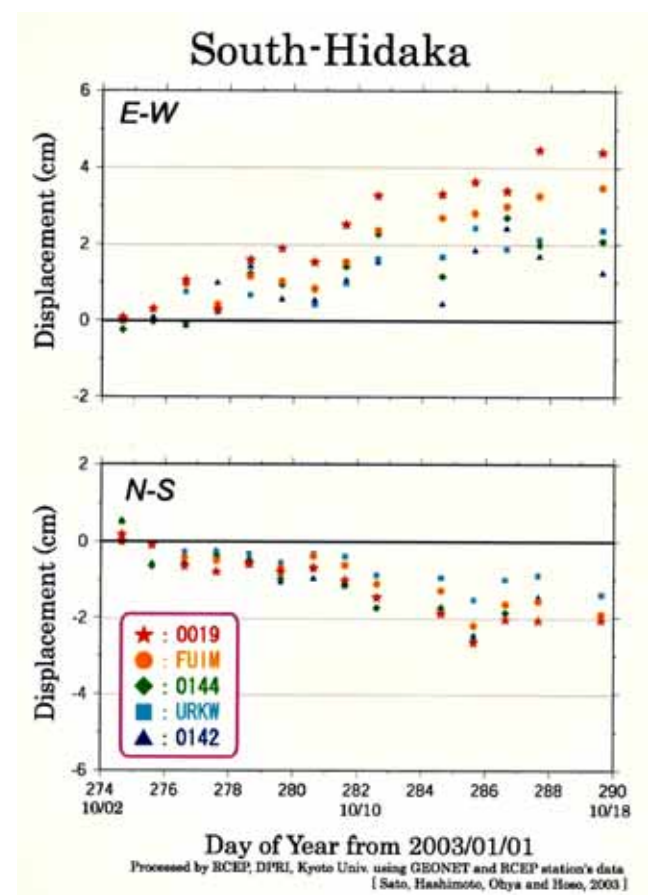 South-Hidaka
6
E-W
4
2
0
-2
Displacement (cm)
2
N-S
0
-2
-4
-6
Displacement (cm)
★ : 0019
● : FUIM
◆ : 0144
■ : URKW
▲ : 0142
274 276 278 280 282 284 286 288 290
10/02 10/10 10/18
Day of Year from 2003/01/01
Processed by RCEP, DPRI, Kyoto Univ. using GEONET and RCEP station's data
[ Sato, Hashimoto, Ohya and Hoso, 2003 ]